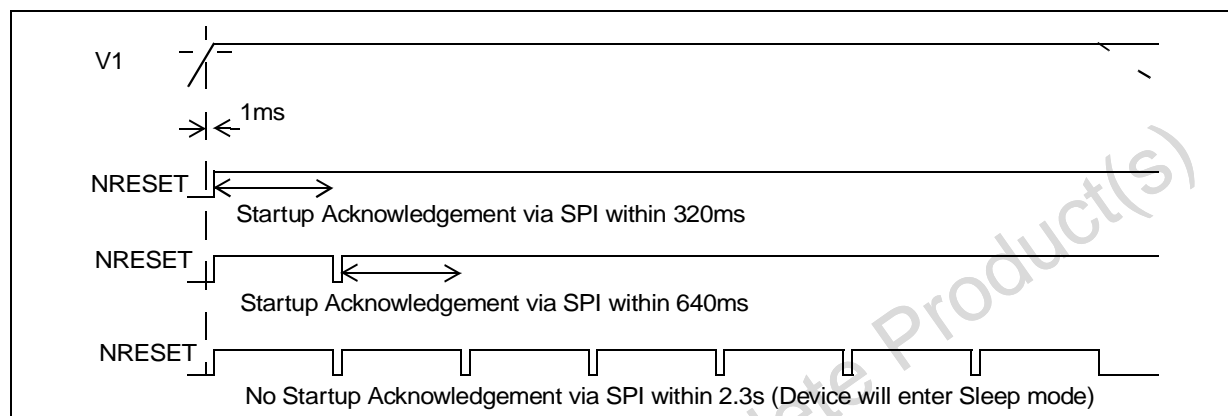 V1
1ms
NRESET
Startup Acknowledgement via SPI within 320ms
NRESET
Startup Acknowledgement via SPI within 640ms
NRESET
No Startup Acknowledgement via SPI within 2.3s (Device will enter Sleep mode)
Product(s)